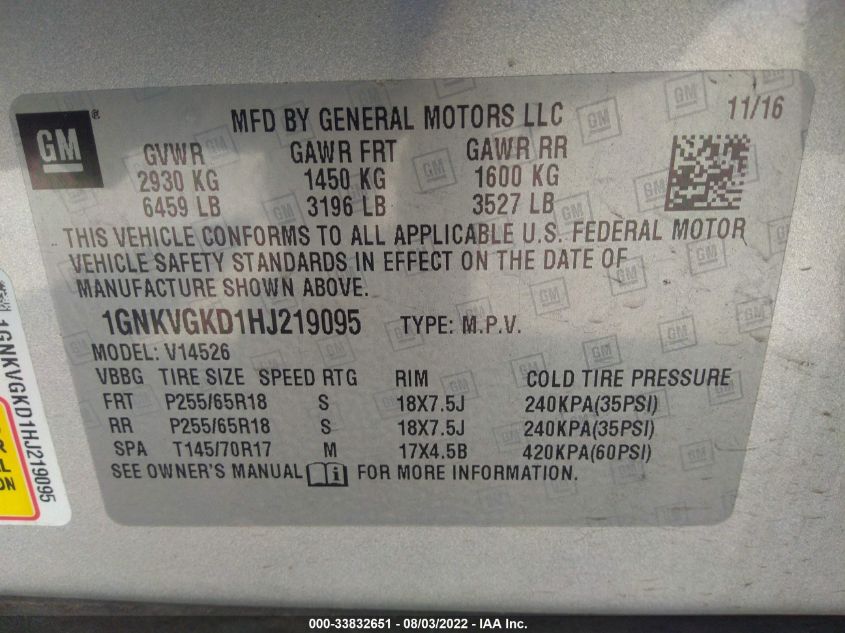 GM ®
MFD BY GENERAL MOTORS LLC 11/16
GVWR GAWR FRT GAWR RR
2930 KG 1450 KG 1600 KG
6459 LB 3196 LB 3527 LB
THIS VEHICLE CONFORMS TO ALL APPLICABLE U.S. FEDERAL MOTOR
VEHICLE SAFETY STANDARDS IN EFFECT ON THE DATE OF
MANUFACTURE SHOWN ABOVE.
1GNKVGKD1HJ219095 TYPE: M.P.V.
MODEL: V14526
VBBG TIRE SIZE SPEED RTG RIM COLD TIRE PRESSURE
FRT P255/65R18 S 18X7.5J 240KPA(35PSI)
RR P255/65R18 S 18X7.5J 240KPA(35PSI)
SPA T145/70R17 M 17X4.5B 420KPA(60PSI)
SEE OWNER'S MANUAL i FOR MORE INFORMATION.
1GNKVGKD1HJ219095
000-33832651 - 08/03/2022 - IAA Inc.